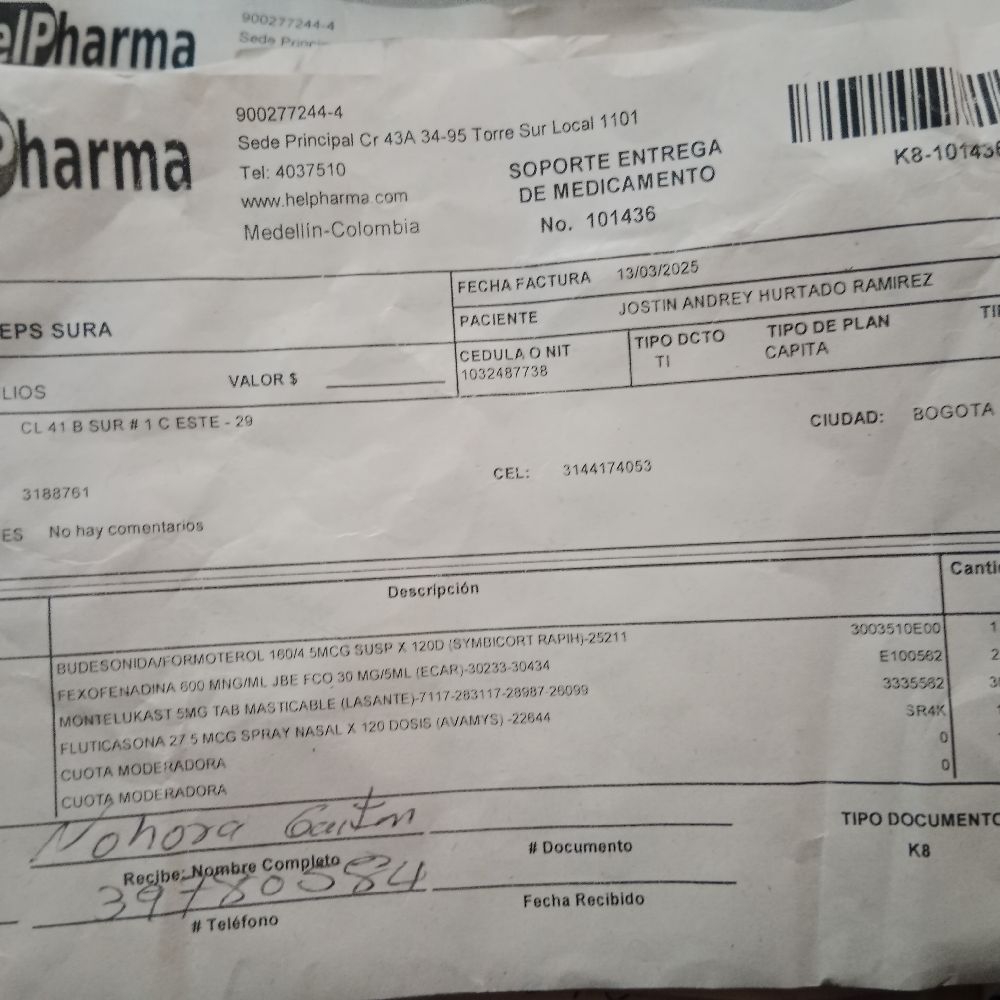 elPharma
900277244-4
Sede
Pharma
900277244-4
Sede Principal Cr 43A 34-95 Torre Sur Local 1101
Tel: 4037510
www.helpharma.com
Medellín-Colombia
SOPORTE ENTREGA
DE MEDICAMENTO
No. 101436
K8-101436
FECHA FACTURA 13/03/2025
EPS SURA
PACIENTE JOSTIN ANDREY HURTADO RAMIREZ
CEDULA O NIT
1032487738
TIPO DCTO
TI
TIPO DE PLAN
CAPITA
LIOS VALOR $
CL 41 B SUR # 1 C ESTE - 29
CIUDAD: BOGOTA
CEL: 3144174053
3188761
ES No hay comentarios
Descripción Canti
BUDESONIDA/FORMOTEROL 160/4 5MCG SUSP X 120D (SYMBICORT RAPIH)-25211 3003510E00 1
FEXOFENADINA 600 MNG/ML JBE FCO 30 MG/5ML (ECAR)-30233-30434 E100562 2
MONTELUKAST 5MG TAB MASTICABLE (LASANTE)-7117-283117-28987-26099 3335562 3
FLUTICASONA 27 5 MCG SPRAY NASAL X 120 DOSIS (AVAMYS) -22644 SR4K
CUOTA MODERADORA 0
CUOTA MODERADORA 0
Nohora
Recibe: Nombre Completo
# Documento
TIPO DOCUMENTO
K8
39780584
# Teléfono
Fecha Recibido